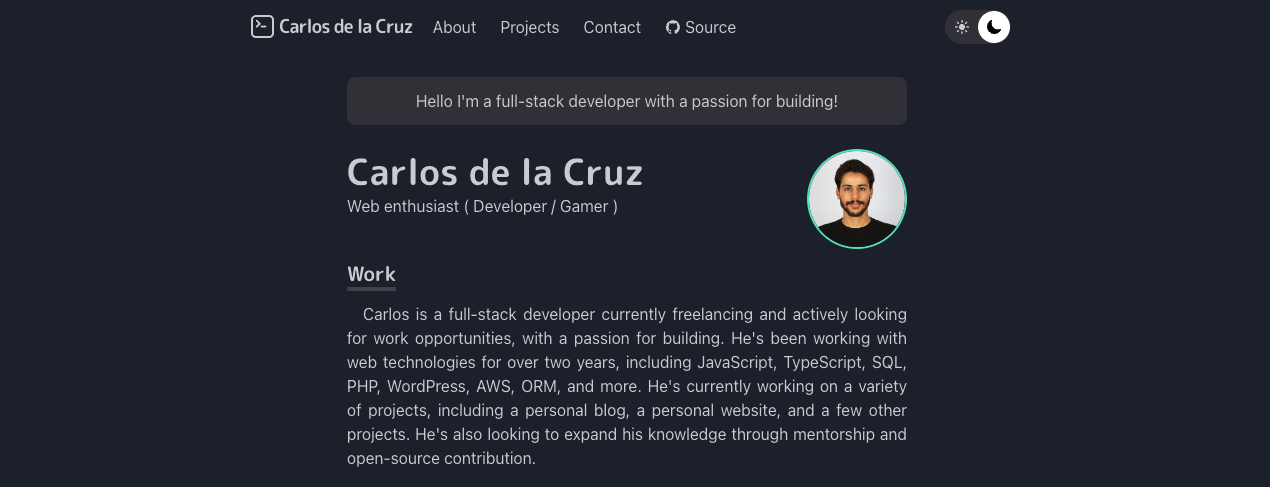 Carlos de la Cruz About Projects Contact Source
Hello I'm a full-stack developer with a passion for building!
Carlos de la Cruz
Web enthusiast ( Developer / Gamer )
Work
Carlos is a full-stack developer currently freelancing and actively looking
for work opportunities, with a passion for building. He's been working with
web technologies for over two years, including JavaScript, TypeScript, SQL,
PHP, WordPress, AWS, ORM, and more. He's currently working on a variety
of projects, including a personal blog, a personal website, and a few other
projects. He's also looking to expand his knowledge through mentorship and
open-source contribution.